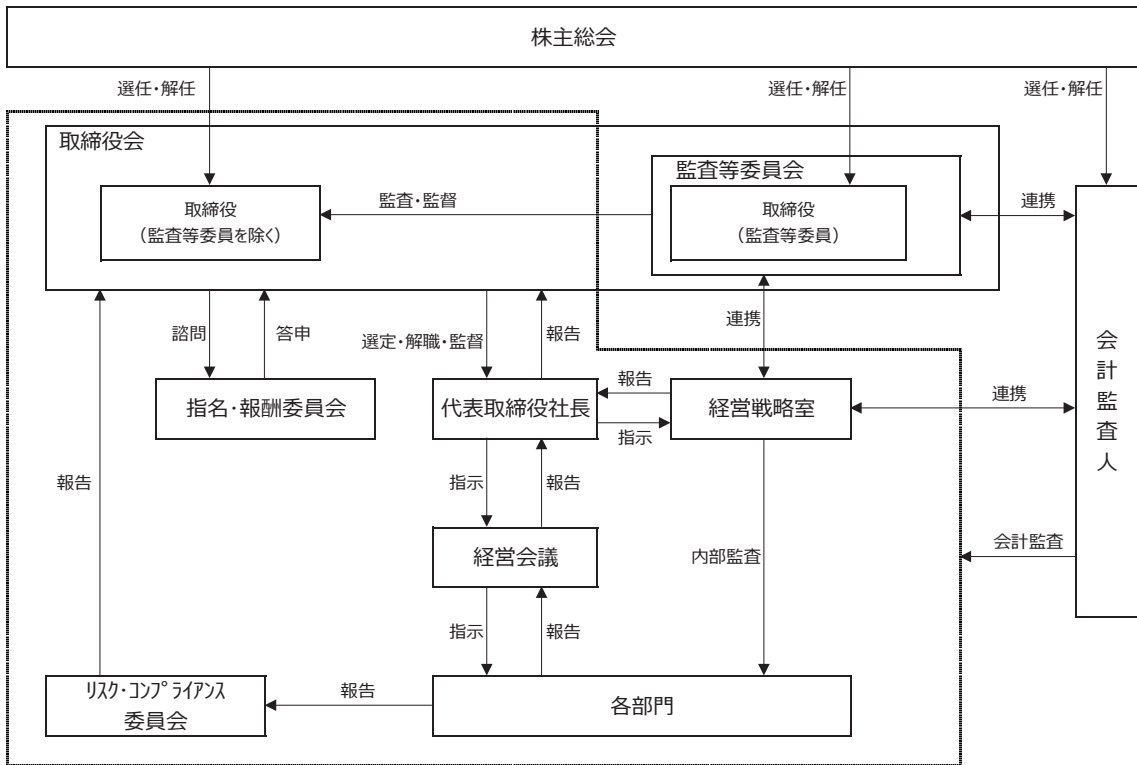 株主総会
選任・解任
選任・解任
選任・解任
取締役会
監査等委員会
取締役
(監査等委員を除く)
監査・監督
取締役
(監査等委員)
連携
諮問
答申
選定・解職・監督
報告
連携
会計監査人
指名・報酬委員会
代表取締役社長
報告
指示
経営戦略室
連携
報告
指示
報告
経営会議
内部監査
会計監査
指示
報告
リスク・コンプライアンス
委員会
報告
各部門